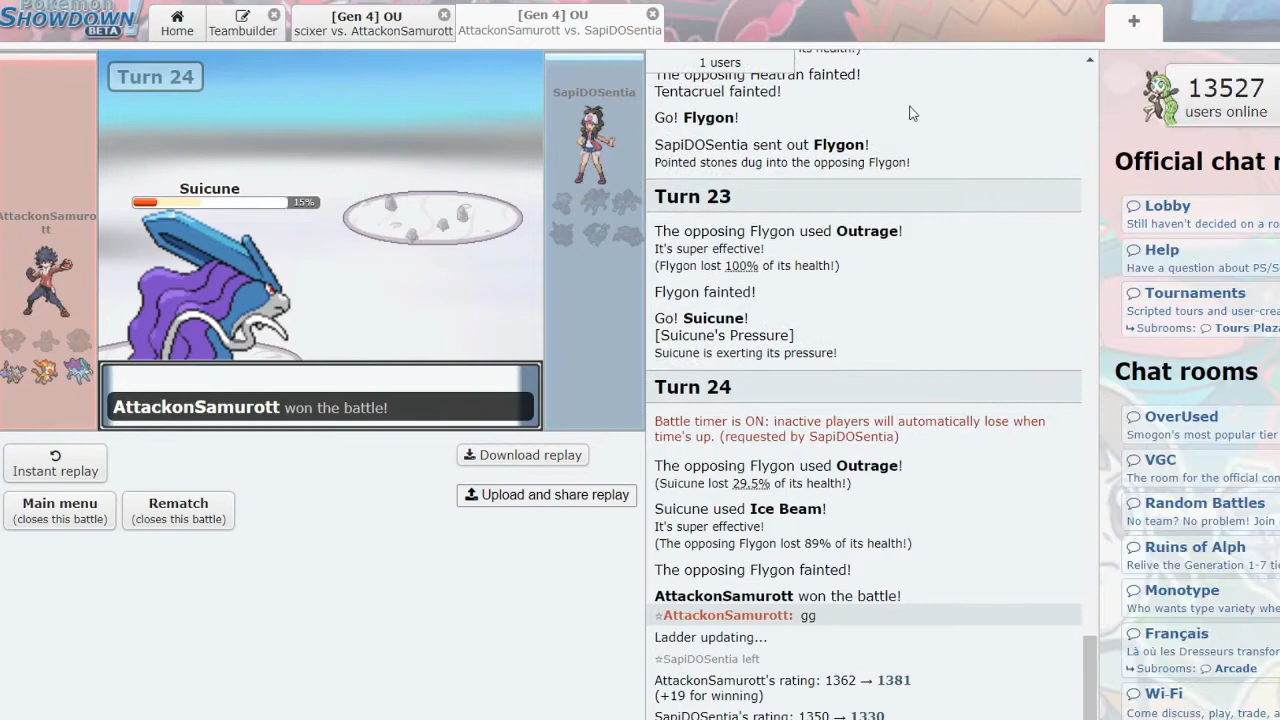 Pokémon
SHOWDOWN
BETA
Home
Teambuilder
[Gen 4] OU
scixer vs. AttackonSamurott
[Gen 4] OU
AttackonSamurott vs. SapiDOSentia
+
Turn 24
Suicune
15%
AttackonSamuro
tt
SapiDOSentia
AttackonSamurott won the battle!
Instant replay
Download replay
Upload and share replay
Main menu
(closes this battle)
Rematch
(closes this battle)
1 users
its health!)
The opposing Heatran fainted!
Tentacruel fainted!
Go! Flygon!
SapiDOSentia sent out Flygon!
Pointed stones dug into the opposing Flygon!
Turn 23
The opposing Flygon used Outrage!
It's super effective!
(Flygon lost 100% of its health!)
Flygon fainted!
Go! Suicune!
[Suicune's Pressure]
Suicune is exerting its pressure!
Turn 24
Battle timer is ON: inactive players will automatically lose when
time's up. (requested by SapiDOSentia)
The opposing Flygon used Outrage!
(Suicune lost 29.5% of its health!)
Suicune used Ice Beam!
It's super effective!
(The opposing Flygon lost 89% of its health!)
The opposing Flygon fainted!
AttackonSamurott won the battle!
☆AttackonSamurott: gg
Ladder updating...
☆SapiDOSentia left
AttackonSamurott's rating: 1362 → 1381
(+19 for winning)
SapiDOSentia's rating: 1350 → 1330
13527
users online
Official chat r
Lobby
Still haven't decided on a ro
Help
Have a question about PS/S
Tournaments
Scripted tours and user-crea
↳Subrooms: Tours Plaza
Chat rooms
OverUsed
Smogon's most popular tier
VGC
The room for the official con
Random Battles
No team? No problem! Join
Ruins of Alph
Relive the Generation 1-7 tie
Monotype
Who wants type variety whe
Français
Là où les Dresseurs transfor
↳Subrooms: Arcade
Wi-Fi
Come discuss, play, trade, a